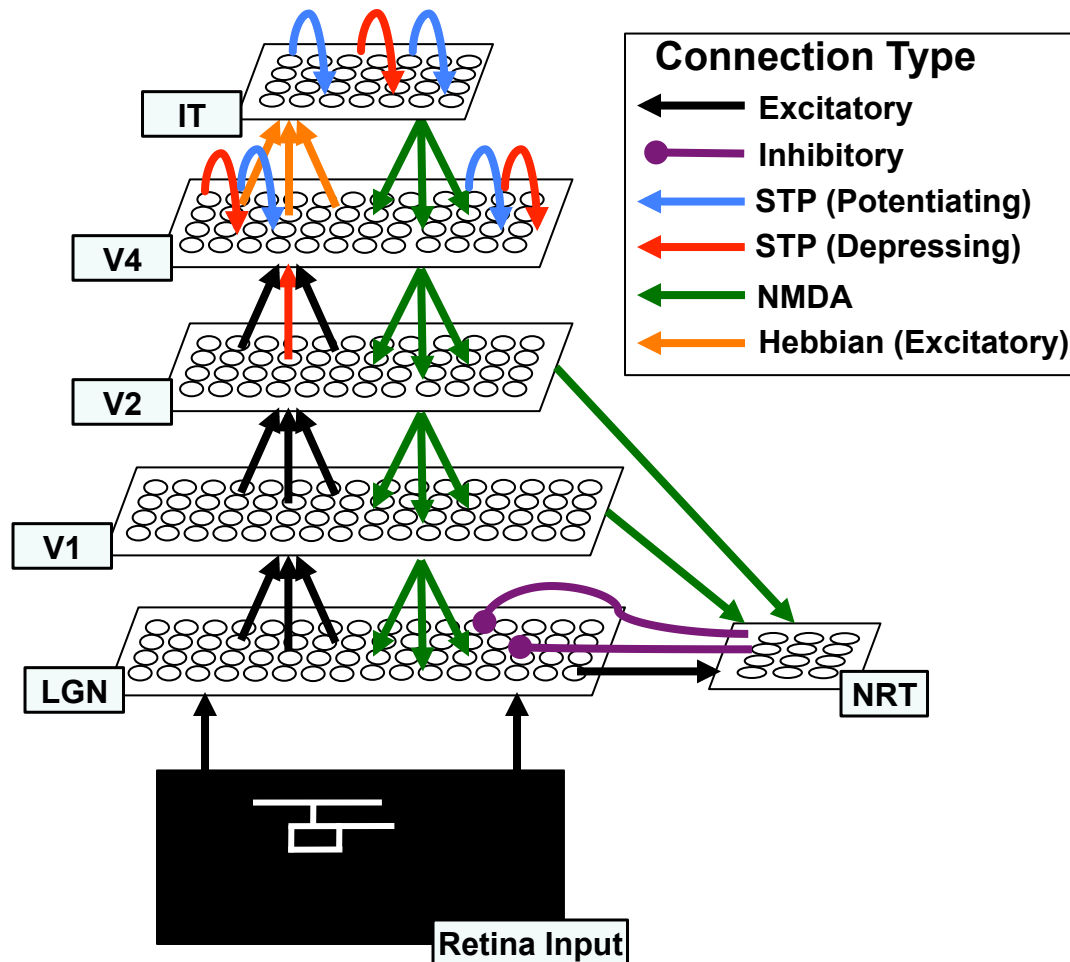 Connection Type
Excitatory
Inhibitory
STP (Potentiating)
STP (Depressing)
NMDA
Hebbian (Excitatory)
IT
V4
V2
V1
LGN
NRT
Retina Input